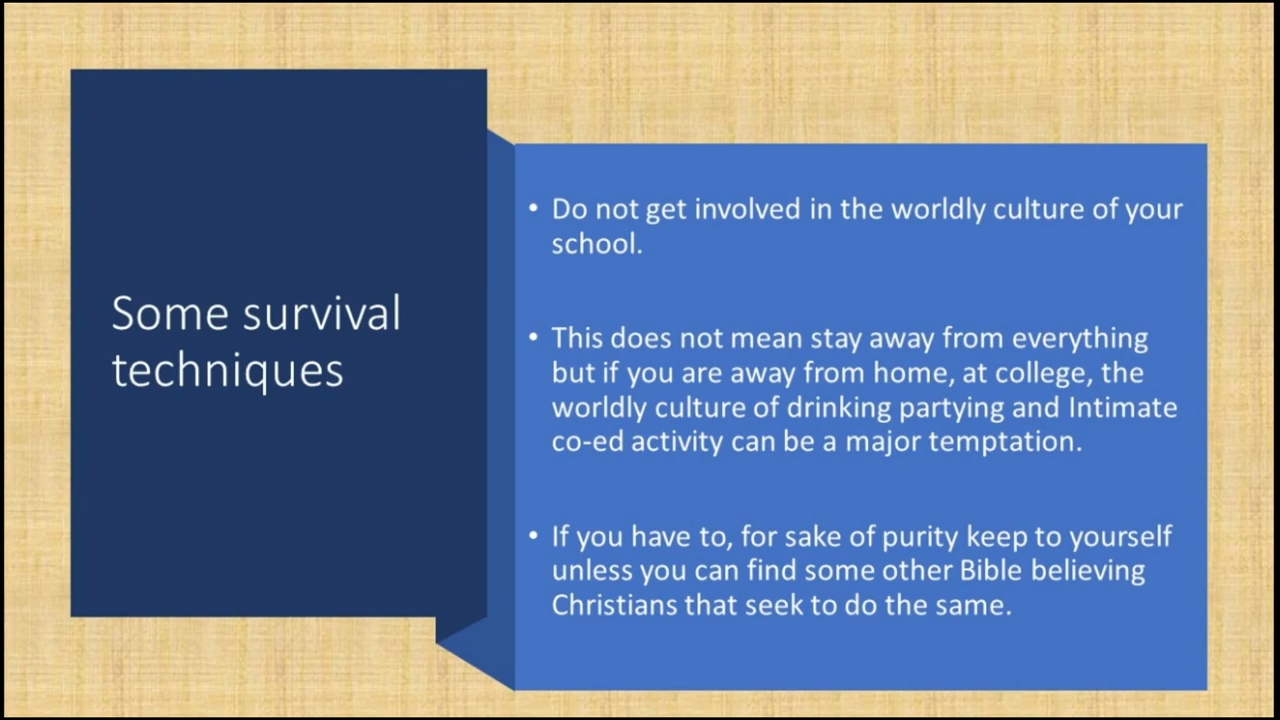 Some survival
techniques
• Do not get involved in the worldly culture of your
school.
• This does not mean stay away from everything
but if you are away from home, at college, the
worldly culture of drinking partying and Intimate
co-ed activity can be a major temptation.
• If you have to, for sake of purity keep to yourself
unless you can find some other Bible believing
Christians that seek to do the same.